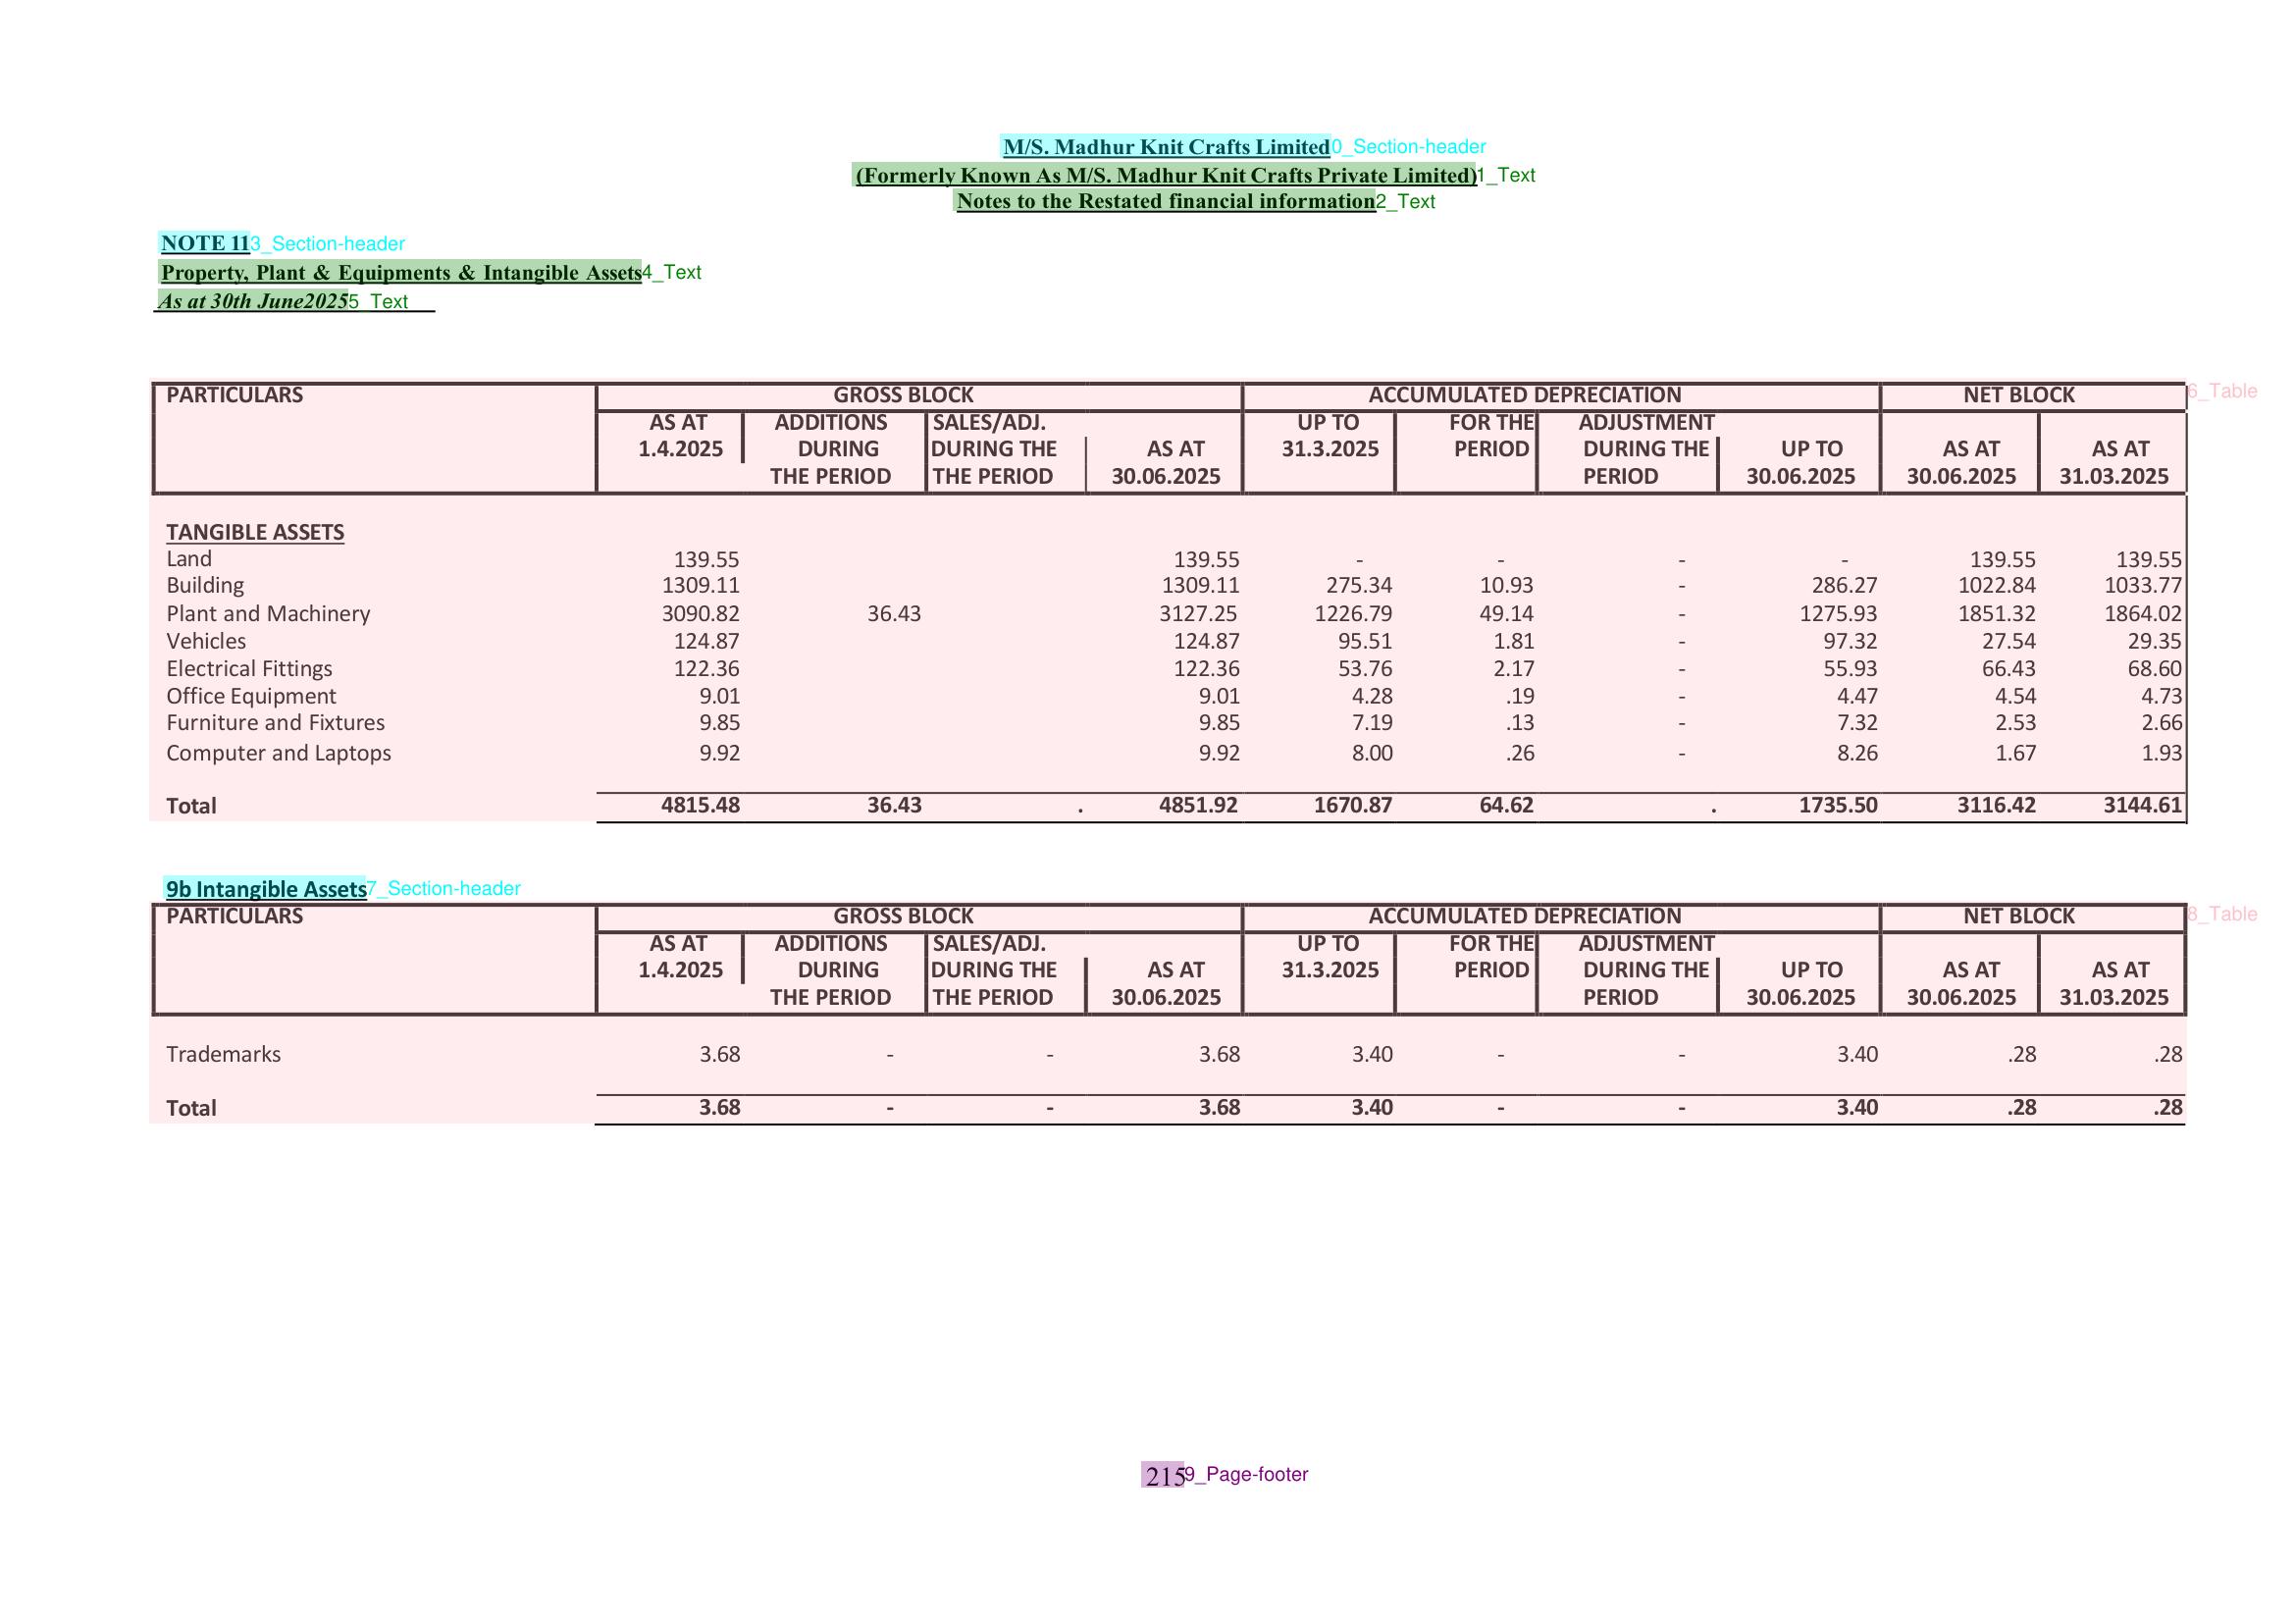 M/S. Madhur Knit Crafts Limited0_Section-header
(Formerly Known As M/S. Madhur Knit Crafts Private Limited)1_Text
Notes to the Restated financial information2_Text
NOTE 113_Section-header
Property, Plant & Equipments & Intangible Assets4_Text
As at 30th June20255_Text
PARTICULARS GROSS BLOCK ACCUMULATED DEPRECIATION NET BLOCK 6_Table
AS AT ADDITIONS SALES/ADJ. UP TO FOR THE ADJUSTMENT
1.4.2025 DURING DURING THE AS AT 31.3.2025 PERIOD DURING THE UP TO AS AT AS AT
THE PERIOD THE PERIOD 30.06.2025 PERIOD 30.06.2025 30.06.2025 31.03.2025
TANGIBLE ASSETS
Land 139.55 139.55 - - - - 139.55 139.55
Building 1309.11 1309.11 275.34 10.93 - 286.27 1022.84 1033.77
Plant and Machinery 3090.82 36.43 3127.25 1226.79 49.14 - 1275.93 1851.32 1864.02
Vehicles 124.87 124.87 95.51 1.81 - 97.32 27.54 29.35
Electrical Fittings 122.36 122.36 53.76 2.17 - 55.93 66.43 68.60
Office Equipment 9.01 9.01 4.28 .19 - 4.47 4.54 4.73
Furniture and Fixtures 9.85 9.85 7.19 .13 - 7.32 2.53 2.66
Computer and Laptops 9.92 9.92 8.00 .26 - 8.26 1.67 1.93
Total 4815.48 36.43 . 4851.92 1670.87 64.62 . 1735.50 3116.42 3144.61
9b Intangible Assets7_Section-header
PARTICULARS GROSS BLOCK ACCUMULATED DEPRECIATION NET BLOCK 8_Table
AS AT ADDITIONS SALES/ADJ. UP TO FOR THE ADJUSTMENT
1.4.2025 DURING DURING THE AS AT 31.3.2025 PERIOD DURING THE UP TO AS AT AS AT
THE PERIOD THE PERIOD 30.06.2025 PERIOD 30.06.2025 30.06.2025 31.03.2025
Trademarks 3.68 - - 3.68 3.40 - - 3.40 .28 .28
Total 3.68 - - 3.68 3.40 - - 3.40 .28 .28
2159_Page-footer